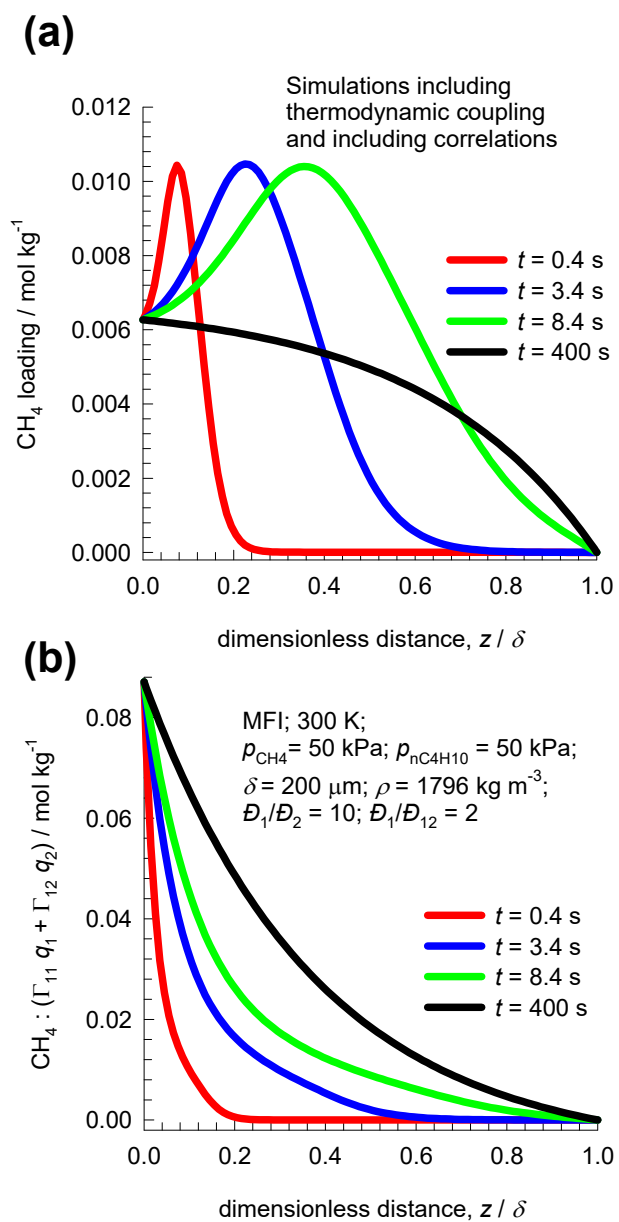 (a)
Simulations including
thermodynamic coupling
and including correlations
CH₄ loading / mol kg⁻¹
0.012
0.010
0.008
0.006
0.004
0.002
0.000
t = 0.4 s
t = 3.4 s
t = 8.4 s
t = 400 s
0.0 0.2 0.4 0.6 0.8 1.0
dimensionless distance, z / δ
(b)
MFI; 300 K;
p_CH4= 50 kPa; p_nC4H10 = 50 kPa;
δ = 200 μm; ρ = 1796 kg m⁻³;
Đ₁/Đ₂ = 10; Đ₁/Đ₁₂ = 2
CH₄ : (Γ₁₁ q₁ + Γ₁₂ q₂) / mol kg⁻¹
0.08
0.06
0.04
0.02
0.00
t = 0.4 s
t = 3.4 s
t = 8.4 s
t = 400 s
0.0 0.2 0.4 0.6 0.8 1.0
dimensionless distance, z / δ